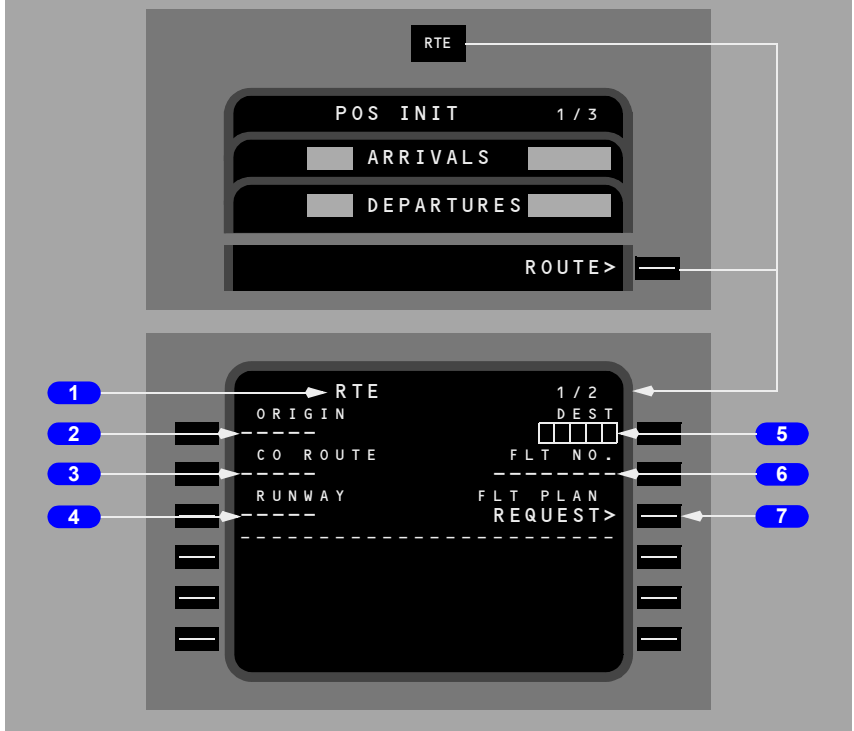 RTE
POS INIT 1/3
ARRIVALS
DEPARTURES
ROUTE>
1 RTE 1/2
ORIGIN DEST
2 ----- 5
CO ROUTE FLT NO.
3 ----- -------- 6
RUNWAY FLT PLAN
4 ----- REQUEST> 7
------------------------